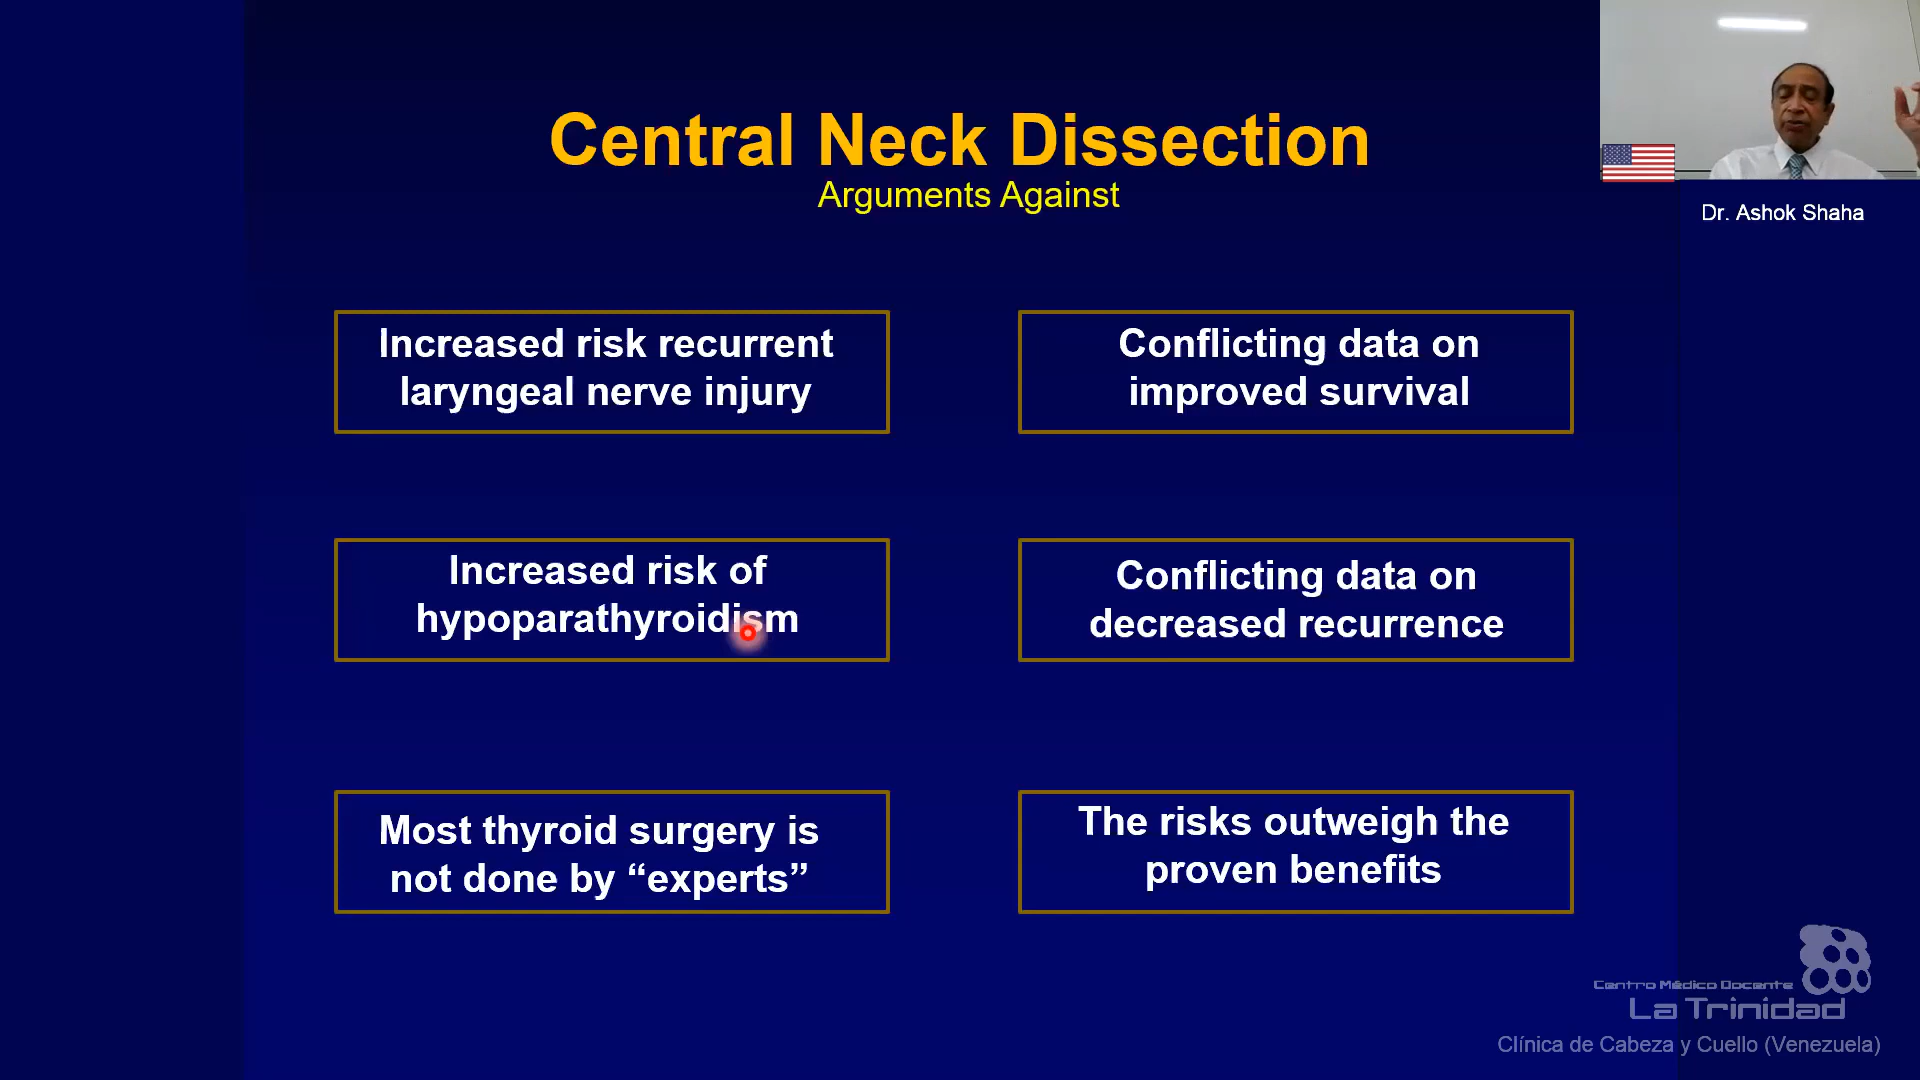 Central Neck Dissection
Arguments Against
Dr. Ashok Shaha
Increased risk recurrent
laryngeal nerve injury
Conflicting data on
improved survival
Increased risk of
hypoparathyroidism
Conflicting data on
decreased recurrence
Most thyroid surgery is
not done by “experts”
The risks outweigh the
proven benefits
Centro Médico Docente
La Trinidad
Clínica de Cabeza y Cuello (Venezuela)